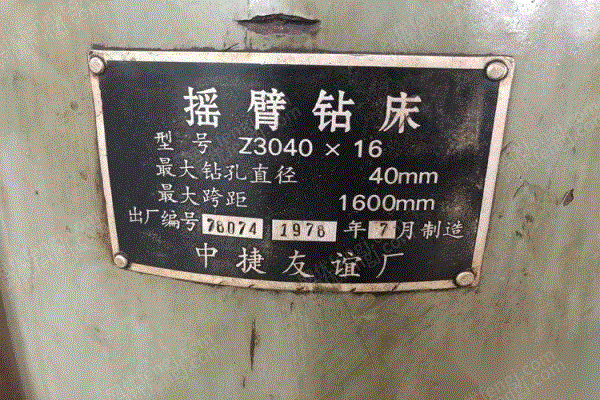 摇臂钻床
型号 Z3040×16
最大钻孔直径 40mm
最大跨距 1600mm
出厂编号 78074 1978 年 7 月制造
中捷友谊厂